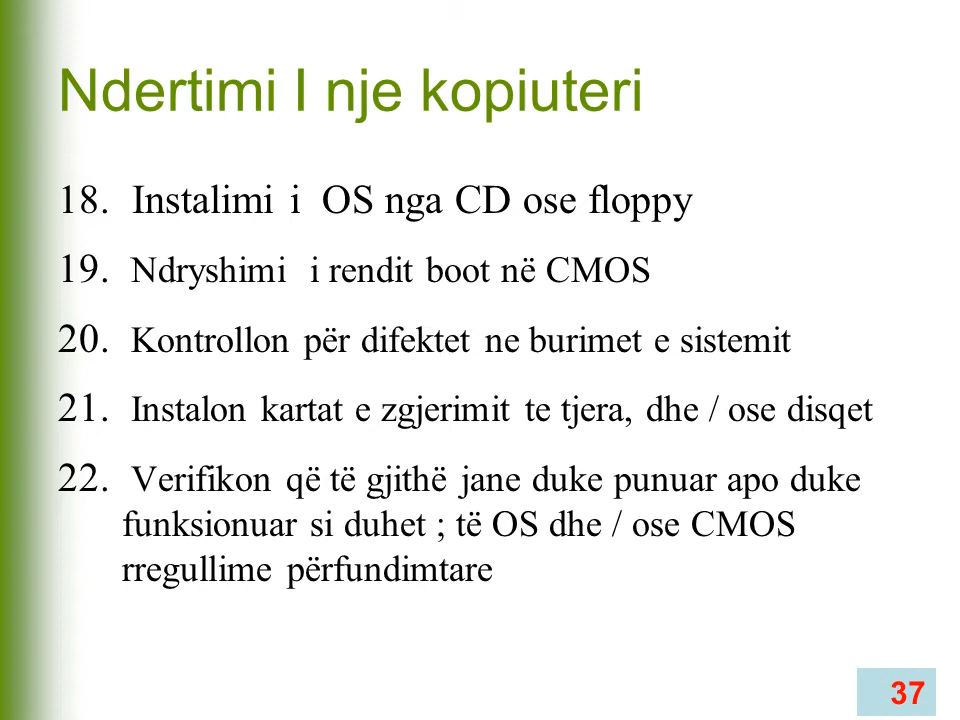 Ndertimi I nje kopiuteri
18. Instalimi i OS nga CD ose floppy
19. Ndryshimi i rendit boot në CMOS
20. Kontrollon për difektet ne burimet e sistemit
21. Instalon kartat e zgjerimit te tjera, dhe / ose disqet
22. Verifikon që të gjithë jane duke punuar apo duke
funksionuar si duhet ; të OS dhe / ose CMOS
rregullime përfundimtare
37